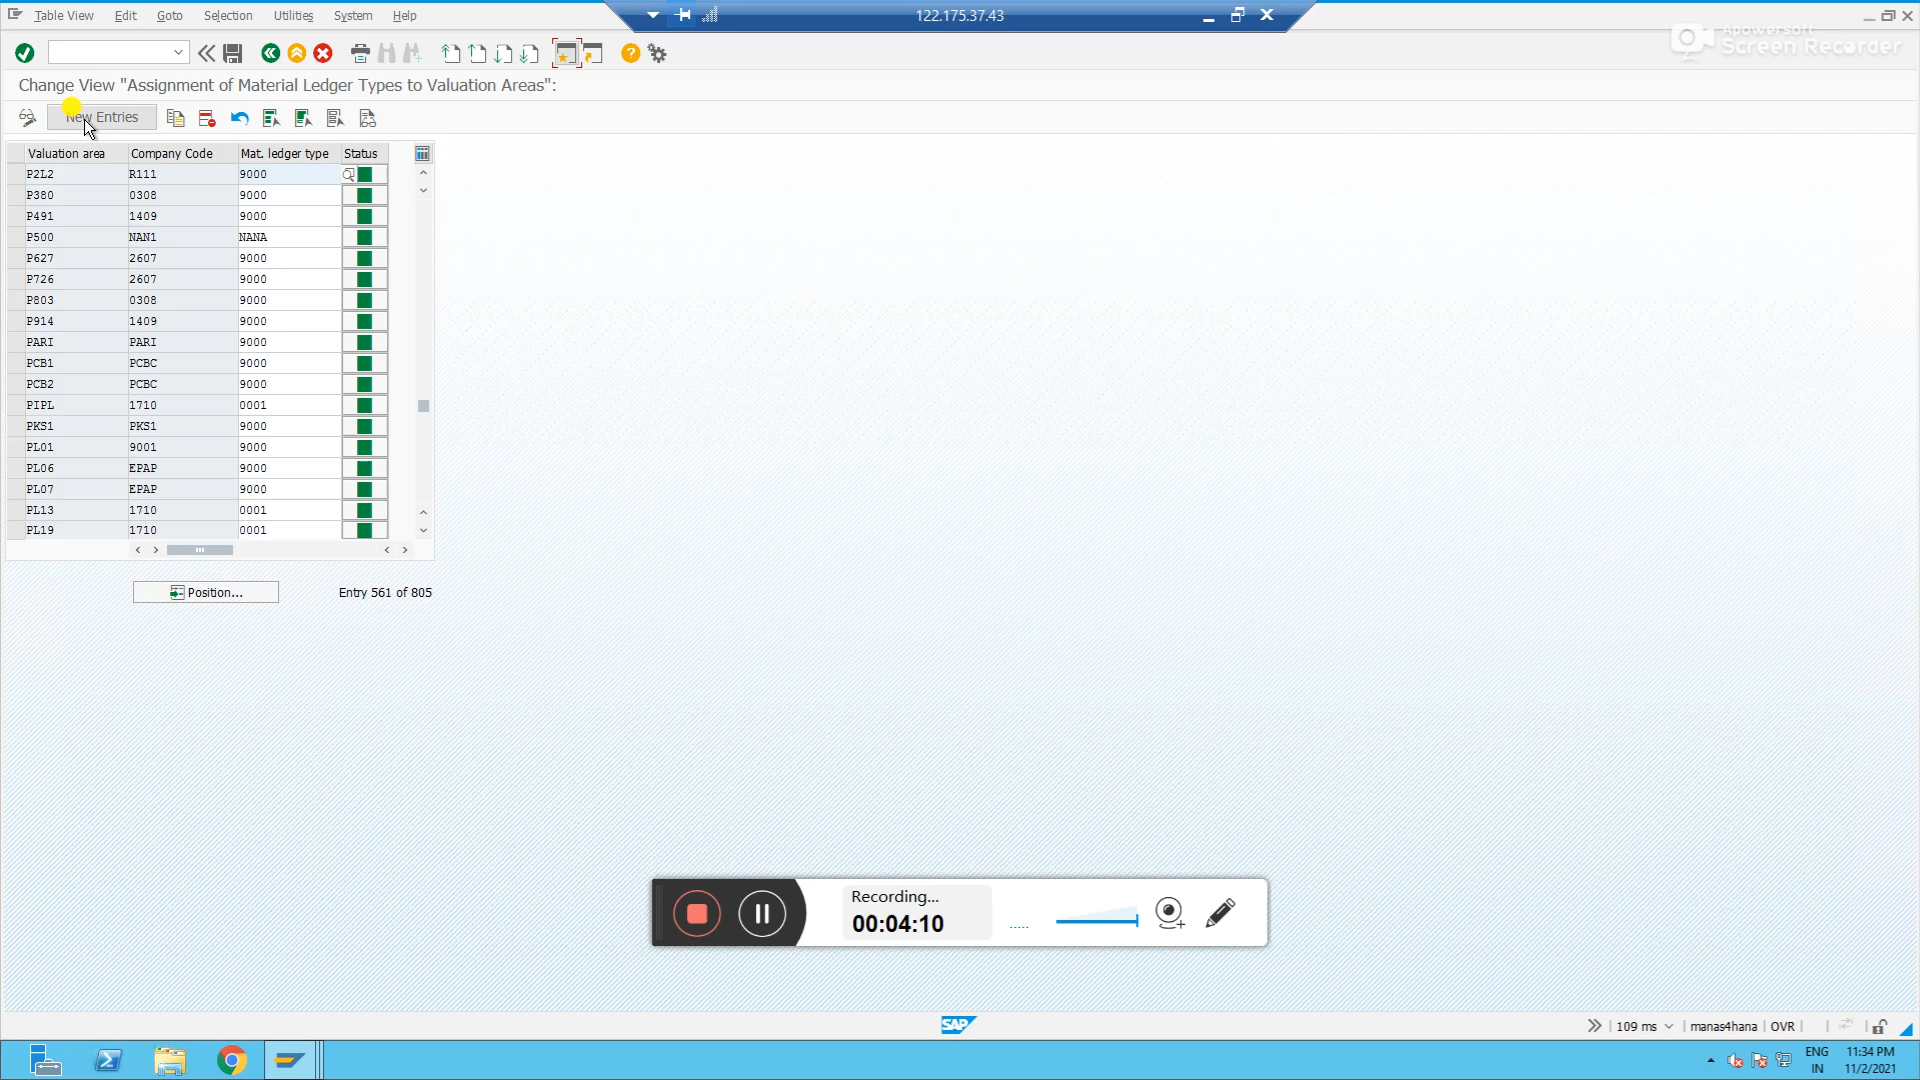 Table View Edit Goto Selection Utilities System Help
122.175.37.43
Apowersoft
Screen Recorder
Change View "Assignment of Material Ledger Types to Valuation Areas":
New Entries
Valuation area Company Code Mat. ledger type Status
P2L2 R111 9000
P380 0308 9000
P491 1409 9000
P500 NAN1 NANA
P627 2607 9000
P726 2607 9000
P803 0308 9000
P914 1409 9000
PARI PARI 9000
PCB1 PCBC 9000
PCB2 PCBC 9000
PIPL 1710 0001
PKS1 PKS1 9000
PL01 9001 9000
PL06 EPAP 9000
PL07 EPAP 9000
PL13 1710 0001
PL19 1710 0001
Position... Entry 561 of 805
Recording...
00:04:10
SAP
109 ms manas4hana OVR
ENG 11:34 PM
IN 11/2/2021